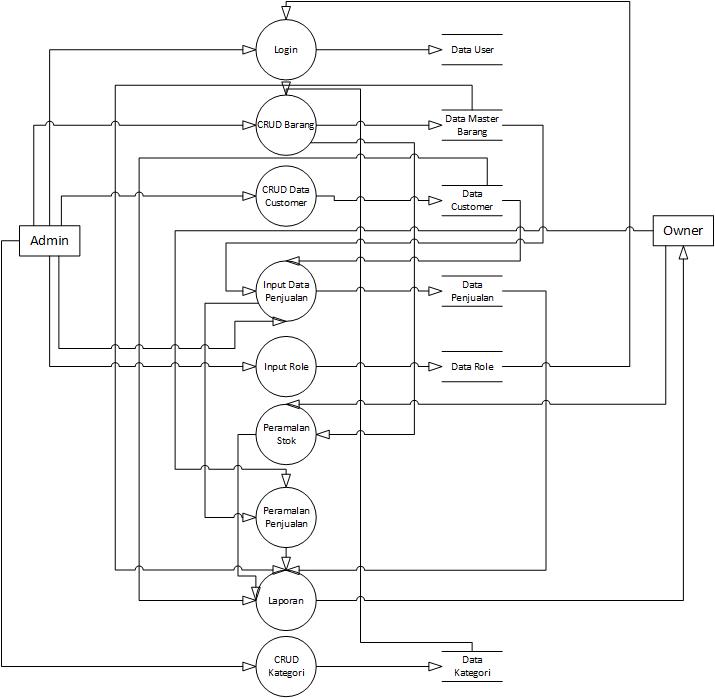 Login
Data User
CRUD Barang
Data Master
Barang
CRUD Data
Customer
Data
Customer
Admin
Owner
Input Data
Penjualan
Data
Penjualan
Input Role
Data Role
Peramalan
Stok
Peramalan
Penjualan
Laporan
CRUD
Kategori
Data
Kategori